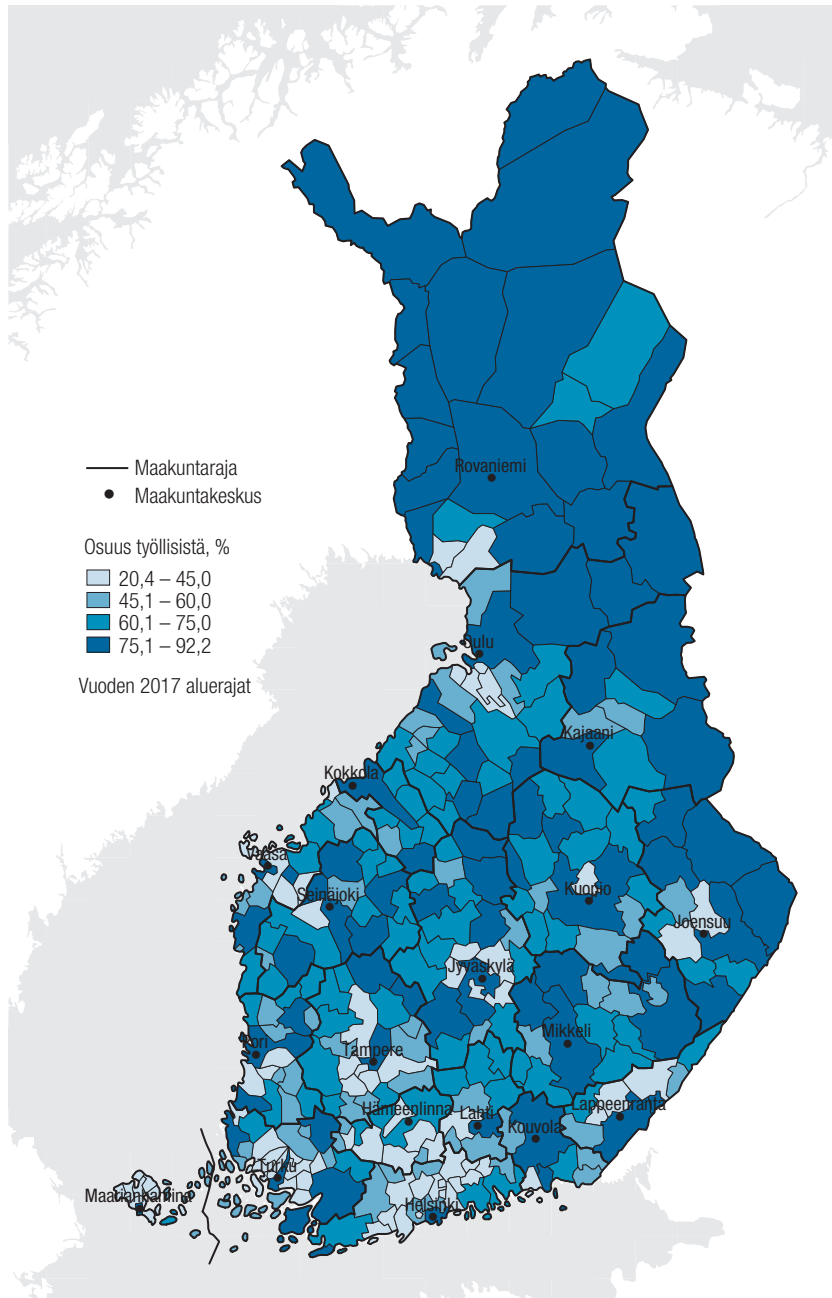 Maakuntaraja
Maakuntakeskus
Osuus työllisistä, %
20,4 – 45,0
45,1 – 60,0
60,1 – 75,0
75,1 – 92,2
Vuoden 2017 aluerajat
Rovaniemi
Oulu
Kajaani
Kokkola
Vaasa
Seinäjoki
Kuopio
Joensuu
Jyväskylä
Pori
Tampere
Mikkeli
Hämeenlinna
Lahti
Kouvola
Lappeenranta
Turku
Maarianhamina
Helsinki